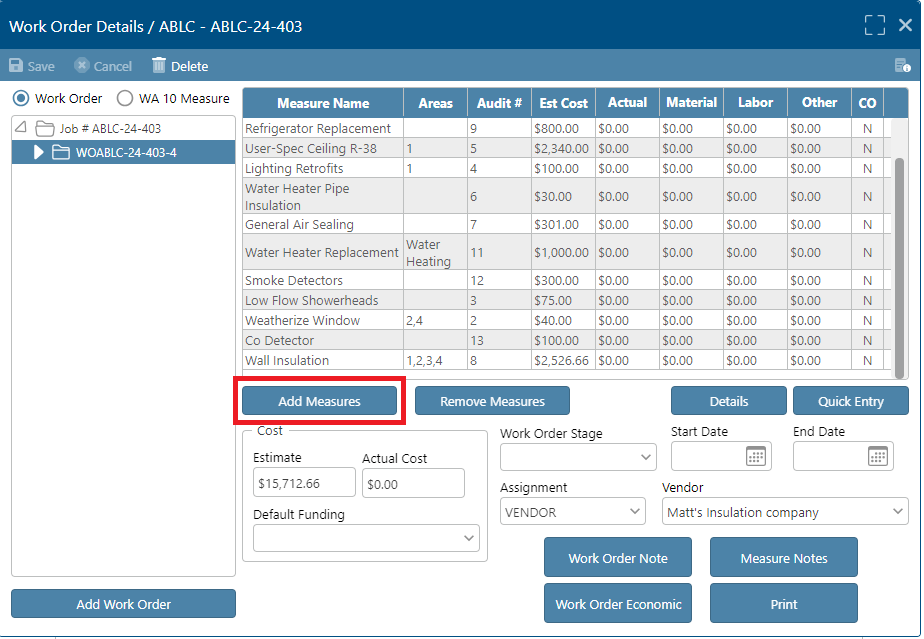 Work Order Details / ABLC - ABLC-24-403
Save Cancel Delete
Work Order WA 10 Measure
Job # ABLC-24-403
WOABLC-24-403-4
Measure Name Areas Audit # Est Cost Actual Material Labor Other CO
Refrigerator Replacement 9 $800.00 $0.00 $0.00 $0.00 $0.00 N
User-Spec Ceiling R-38 1 5 $2,340.00 $0.00 $0.00 $0.00 $0.00 N
Lighting Retrofits 1 4 $100.00 $0.00 $0.00 $0.00 $0.00 N
Water Heater Pipe
Insulation 6 $30.00 $0.00 $0.00 $0.00 $0.00 N
General Air Sealing 7 $301.00 $0.00 $0.00 $0.00 $0.00 N
Water Heater Replacement Water
Heating 11 $1,000.00 $0.00 $0.00 $0.00 $0.00 N
Smoke Detectors 12 $300.00 $0.00 $0.00 $0.00 $0.00 N
Low Flow Showerheads 3 $75.00 $0.00 $0.00 $0.00 $0.00 N
Weatherize Window 2,4 2 $40.00 $0.00 $0.00 $0.00 $0.00 N
Co Detector 13 $100.00 $0.00 $0.00 $0.00 $0.00 N
Wall Insulation 1,2,3,4 8 $2,526.66 $0.00 $0.00 $0.00 $0.00 N
Add Measures Remove Measures Details Quick Entry
Cost
Estimate Actual Cost
$15,712.66 $0.00
Default Funding
Work Order Stage Start Date End Date
Assignment Vendor
VENDOR Matt's Insulation company
Work Order Note Measure Notes
Work Order Economic Print
Add Work Order